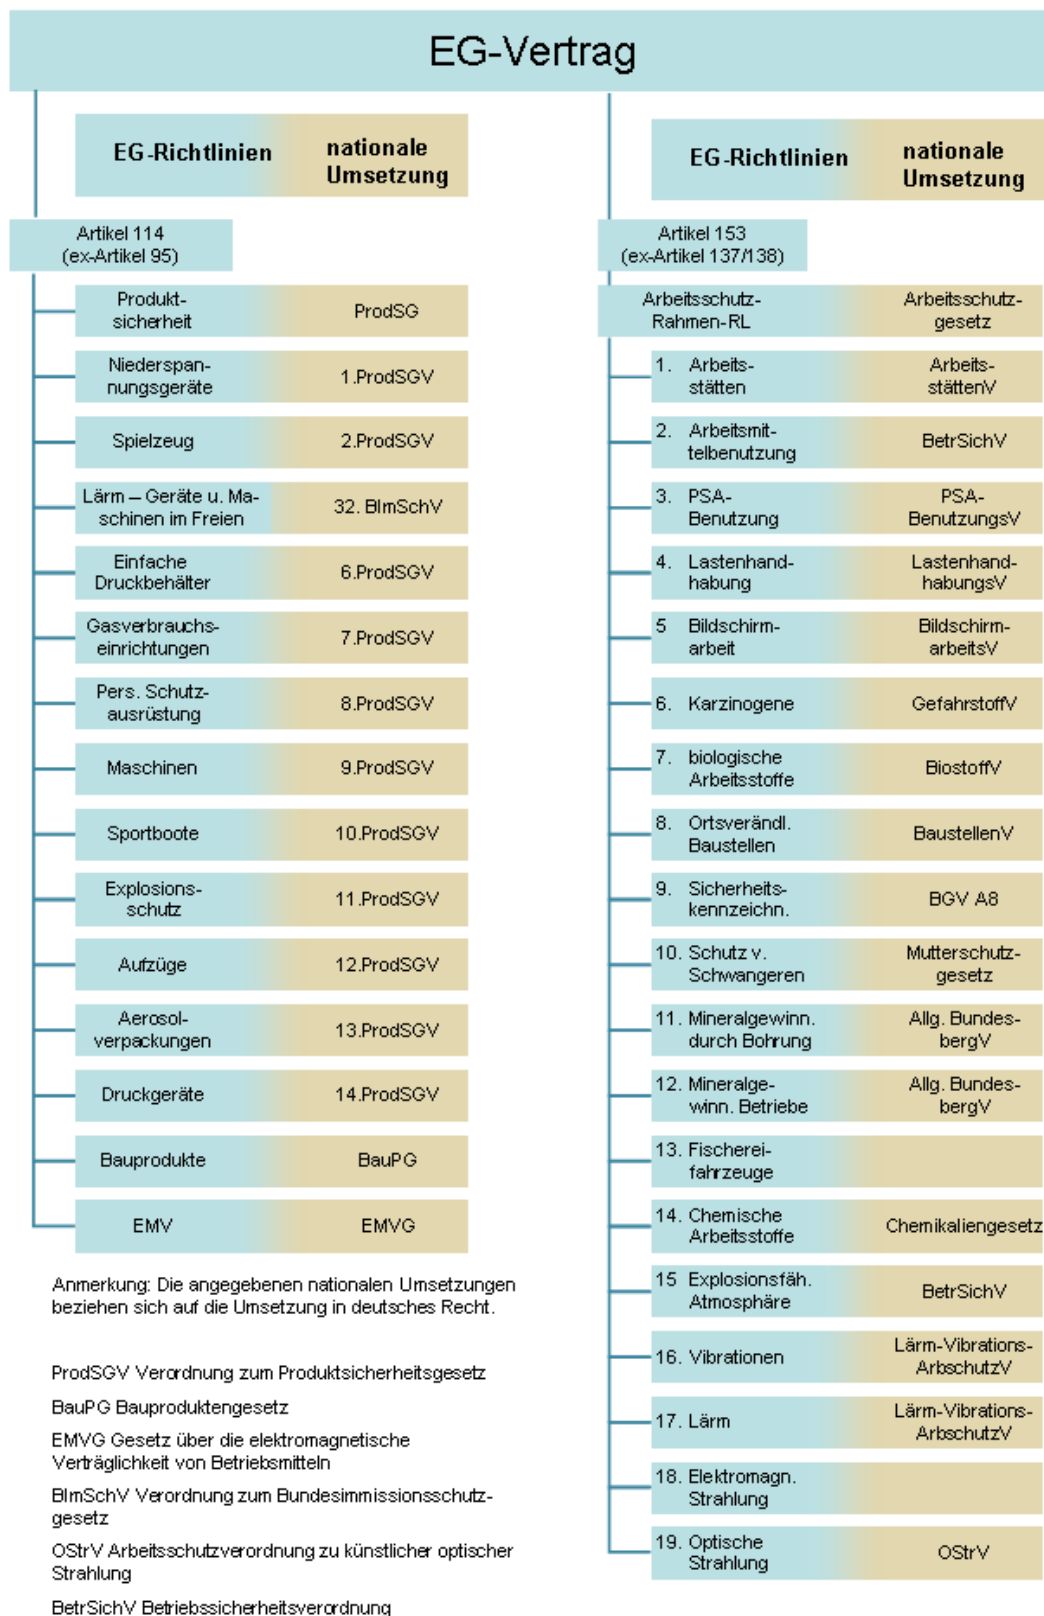 EG-Vertrag
EG-Richtlinien
nationale
Umsetzung
Artikel 114
(ex-Artikel 95)
Produkt-
sicherheit
ProdSG
Niederspan-
nungsgeräte
1.ProdSGV
Spielzeug
2.ProdSGV
Lärm – Geräte u. Ma-
schinen im Freien
32. BImSchV
Einfache
Druckbehälter
6.ProdSGV
Gasverbrauchs-
einrichtungen
7.ProdSGV
Pers. Schutz-
ausrüstung
8.ProdSGV
Maschinen
9.ProdSGV
Sportboote
10.ProdSGV
Explosions-
schutz
11.ProdSGV
Aufzüge
12.ProdSGV
Aerosol-
verpackungen
13.ProdSGV
Druckgeräte
14.ProdSGV
Bauprodukte
BauPG
EMV
EMVG
Anmerkung: Die angegebenen nationalen Umsetzungen
beziehen sich auf die Umsetzung in deutsches Recht.
ProdSGV Verordnung zum Produktsicherheitsgesetz
BauPG Bauproduktengesetz
EMVG Gesetz über die elektromagnetische
Verträglichkeit von Betriebsmitteln
BImSchV Verordnung zum Bundesimmissionsschutz-
gesetz
OStrV Arbeitsschutzverordnung zu künstlicher optischer
Strahlung
BetrSichV Betriebssicherheitsverordnung
EG-Richtlinien
nationale
Umsetzung
Artikel 153
(ex-Artikel 137/138)
Arbeitsschutz-
Rahmen-RL
Arbeitsschutz-
gesetz
1. Arbeits-
stätten
Arbeits-
stättenV
2. Arbeitsmit-
telbenutzung
BetrSichV
3. PSA-
Benutzung
PSA-
BenutzungsV
4. Lastenhand-
habung
Lastenhand-
habungsV
5 Bildschirm-
arbeit
Bildschirm-
arbeitsV
6. Karzinogene
GefahrstoffV
7. biologische
Arbeitsstoffe
BiostoffV
8. Ortsverändl.
Baustellen
BaustellenV
9. Sicherheits-
kennzeichn.
BGV A8
10. Schutz v.
Schwangeren
Mutterschutz-
gesetz
11. Mineralgewinn.
durch Bohrung
Allg. Bundes-
bergV
12. Mineralge-
winn. Betriebe
Allg. Bundes-
bergV
13. Fischerei-
fahrzeuge
14. Chemische
Arbeitsstoffe
Chemikaliengesetz
15 Explosionsfäh.
Atmosphäre
BetrSichV
16. Vibrationen
Lärm-Vibrations-
ArbschutzV
17. Lärm
Lärm-Vibrations-
ArbschutzV
18. Elektromagn.
Strahlung
19. Optische
Strahlung
OStrV